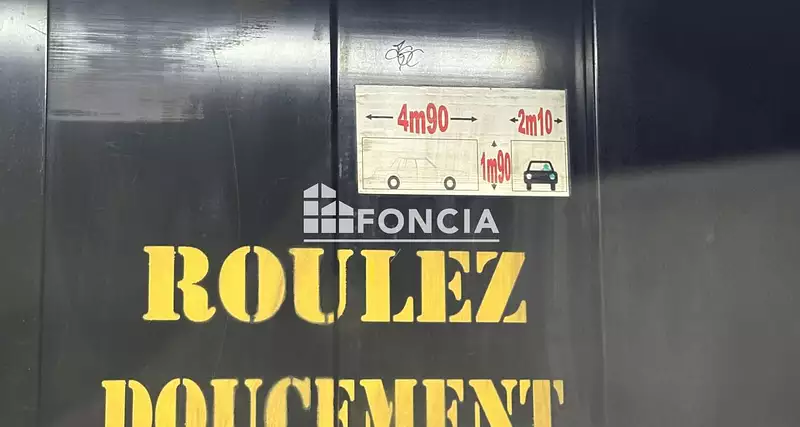 4m90
2m10
1m90
FONCIA
ROULEZ
DOUCEMENT